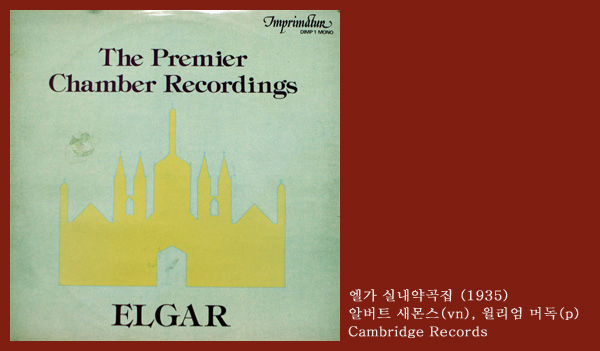 Imprimatur
DIMP 1 MONO
The Premier
Chamber Recordings
ELGAR
엘가 실내악곡집 (1935)
알버트 새몬스(vn), 윌리엄 머독(p)
Cambridge Records